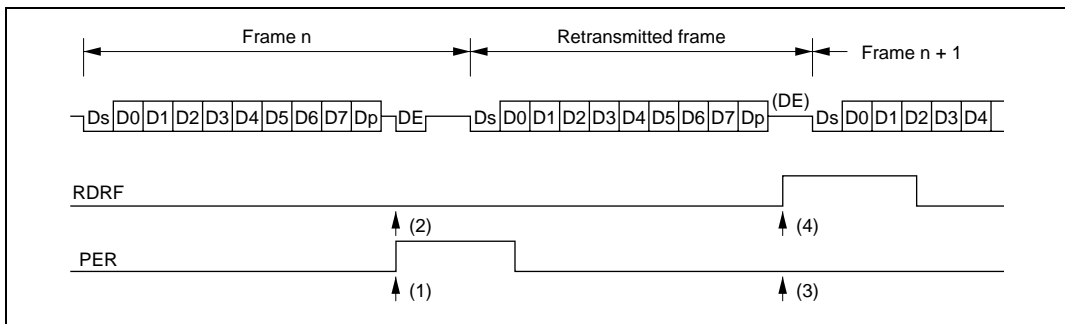 Frame n Retransmitted frame Frame n + 1
(DE)
Ds D0 D1 D2 D3 D4 D5 D6 D7 Dp DE Ds D0 D1 D2 D3 D4 D5 D6 D7 Dp Ds D0 D1 D2 D3 D4
RDRF
(2) (4)
PER
(1) (3)